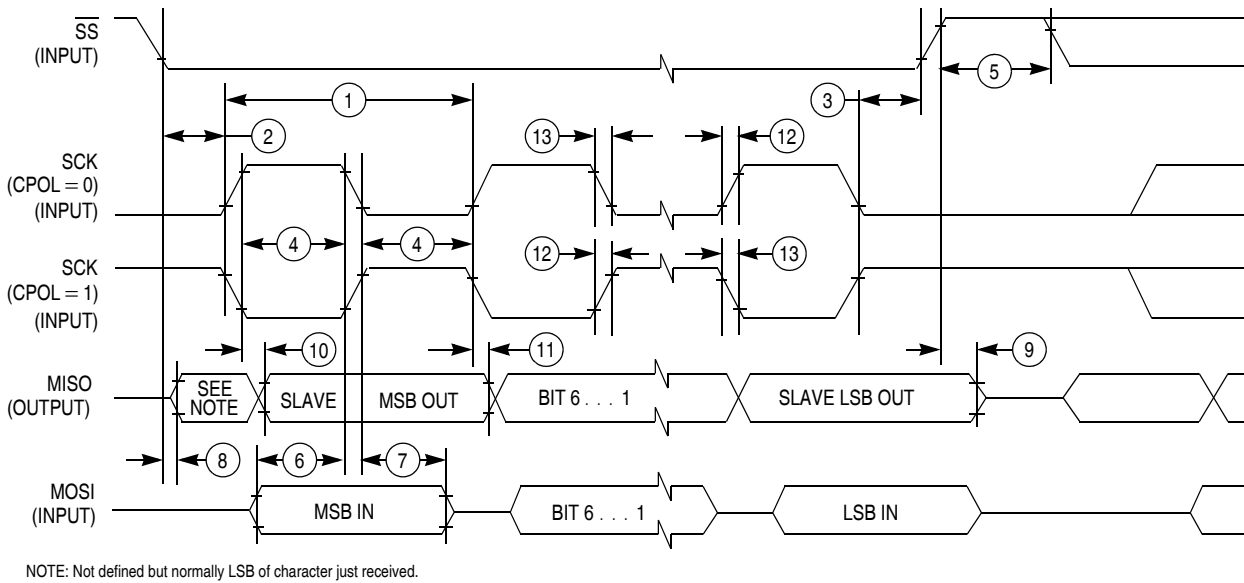 SS
(INPUT)
5
1
3
2
13
12
SCK
(CPOL = 0)
(INPUT)
4
4
SCK
(CPOL = 1)
(INPUT)
12
13
10
11
9
MISO
(OUTPUT)
SEE
NOTE
SLAVE
MSB OUT
BIT 6 . . . 1
SLAVE LSB OUT
8
6
7
MOSI
(INPUT)
MSB IN
BIT 6 . . . 1
LSB IN
NOTE: Not defined but normally LSB of character just received.